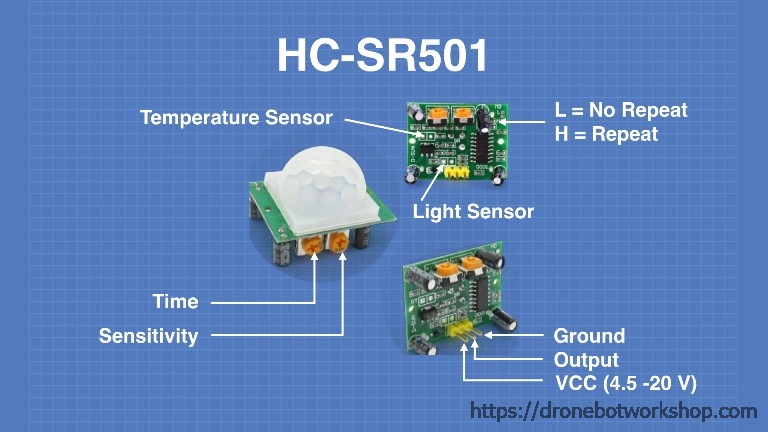 HC-SR501
Temperature Sensor
L = No Repeat
H = Repeat
Light Sensor
Time
Sensitivity
Ground
Output
VCC (4.5 -20 V)
https://dronebotworkshop.com